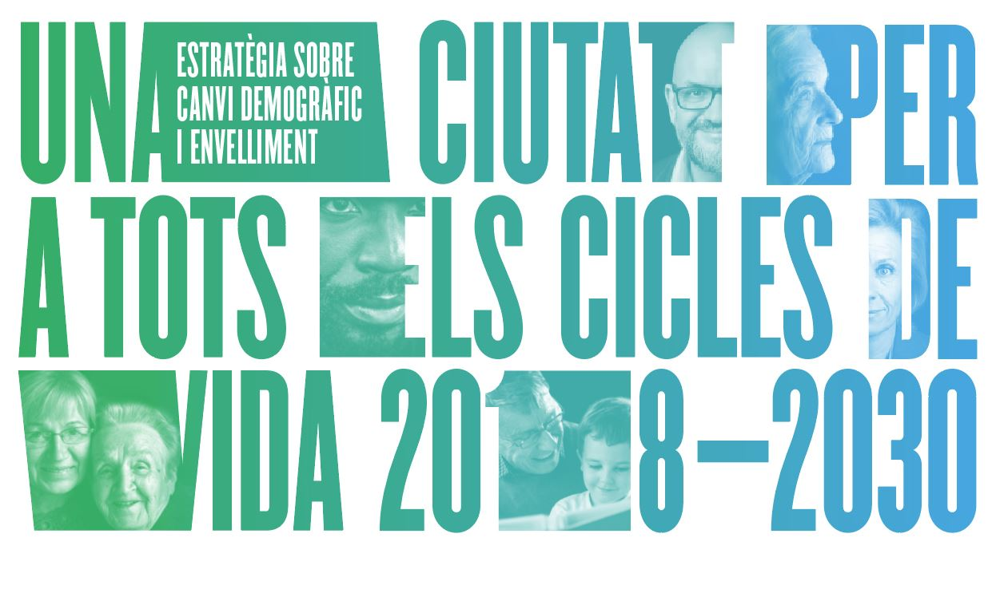 UNA CIUTAT PER
ESTRATÈGIA SOBRE
CANVI DEMOGRÀFIC
I ENVELLIMENT
A TOTS ELS CICLES DE
VIDA 2018—2030